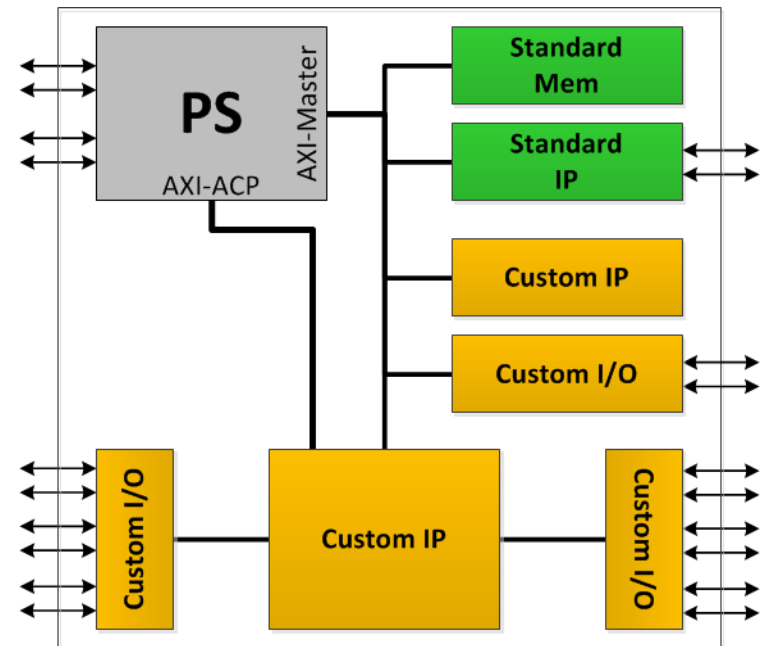 PS
AXI-Master
AXI-ACP
Standard
Mem
Standard
IP
Custom IP
Custom I/O
Custom I/O
Custom IP
Custom I/O